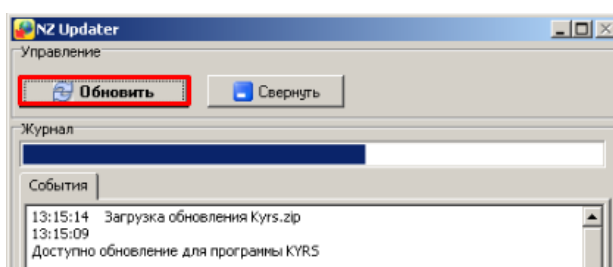 NZ Updater
Управление
Обновить
Свернуть
Журнал
События
13:15:14 Загрузка обновления Kyrs.zip
13:15:09
Доступно обновление для программы KYRS